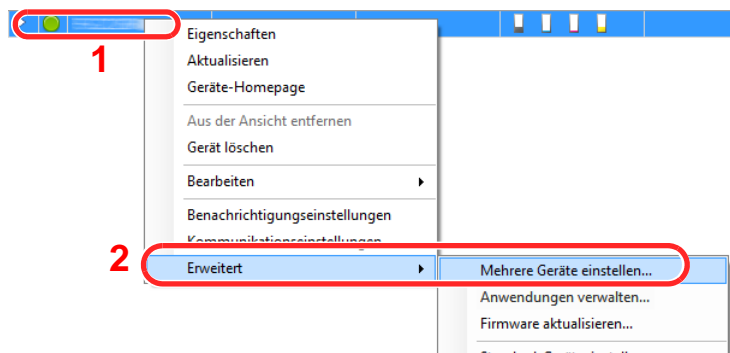 1
Eigenschaften
Aktualisieren
Geräte-Homepage
Aus der Ansicht entfernen
Gerät löschen
Bearbeiten
Benachrichtigungseinstellungen
Kommunikationseinstellungen
2
Erweitert
Mehrere Geräte einstellen...
Anwendungen verwalten...
Firmware aktualisieren...